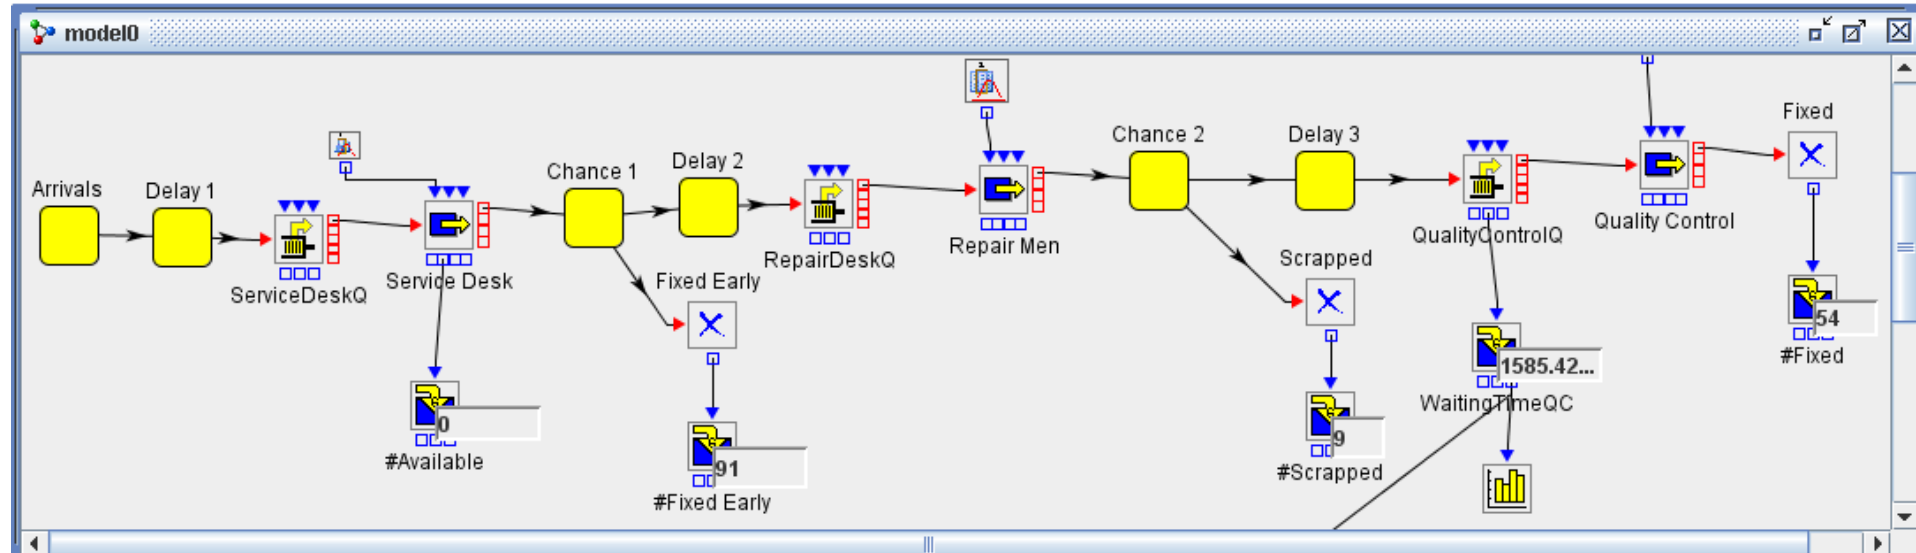 model0
Arrivals
Delay 1
ServiceDeskQ
Service Desk
#Available
0
Chance 1
Delay 2
Fixed Early
91
#Fixed Early
RepairDeskQ
Repair Men
Chance 2
Delay 3
Scrapped
9
#Scrapped
QualityControlQ
1585.42...
WaitingTimeQC
Quality Control
Fixed
54
#Fixed